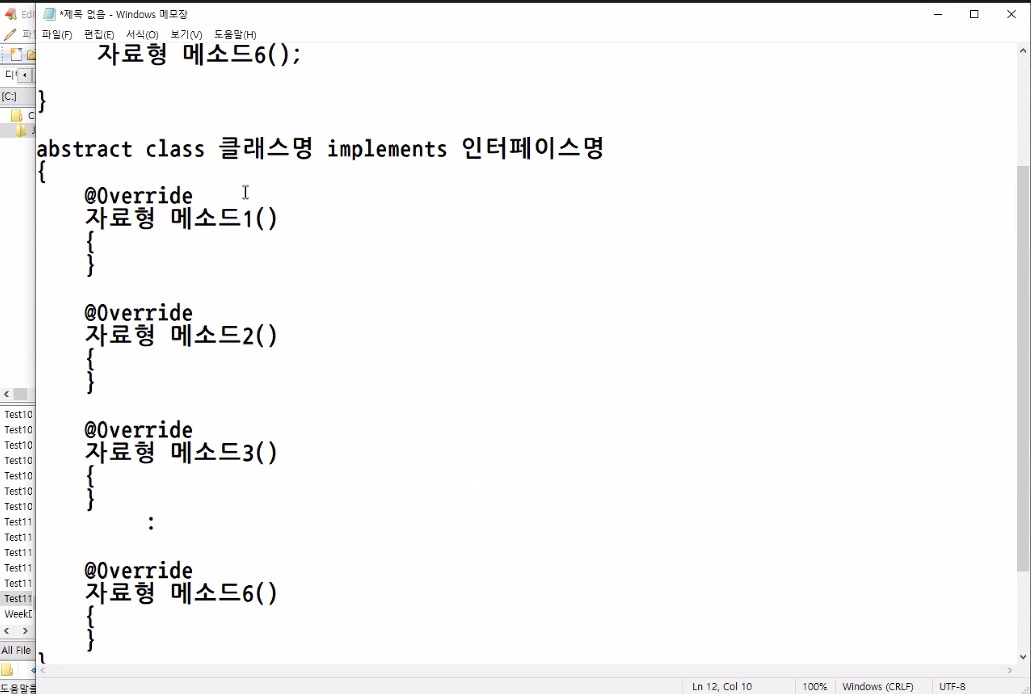 *제목 없음 - Windows 메모장
파일(F) 편집(E) 서식(O) 보기(V) 도움말(H)
자료형 메소드6();
}
abstract class 클래스명 implements 인터페이스명
{
@Override
자료형 메소드1()
{
}
@Override
자료형 메소드2()
{
}
@Override
자료형 메소드3()
{
}
:
@Override
자료형 메소드6()
{
}
}
Ln 12, Col 10 100% Windows (CRLF) UTF-8
Edi
파
디
[C:]
C
J
Test10
Test10
Test10
Test10
Test10
Test10
Test10
Test11
Test11
Test11
Test11
Test11
Test11
WeekD
All File
도움말을